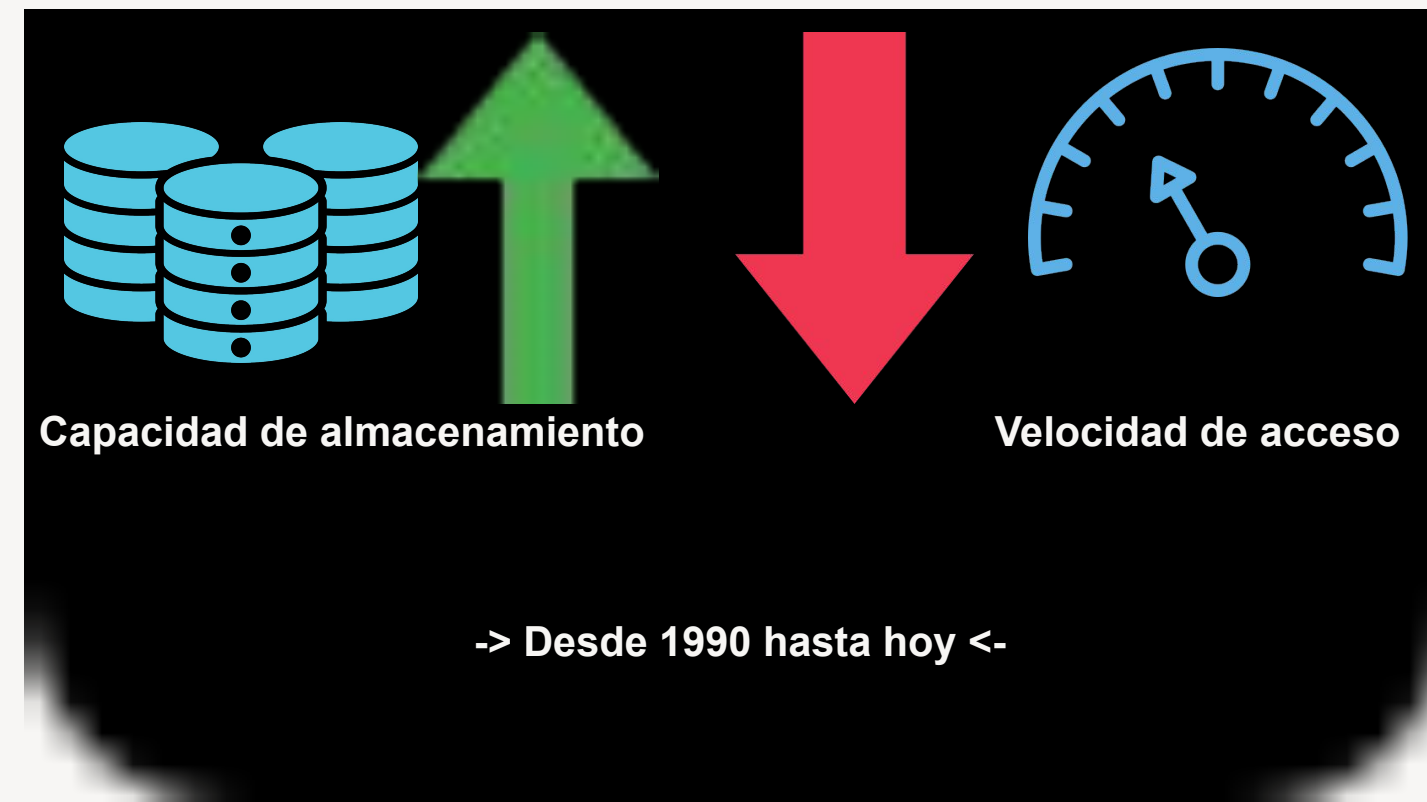 Capacidad de almacenamiento
Velocidad de acceso
-> Desde 1990 hasta hoy <-